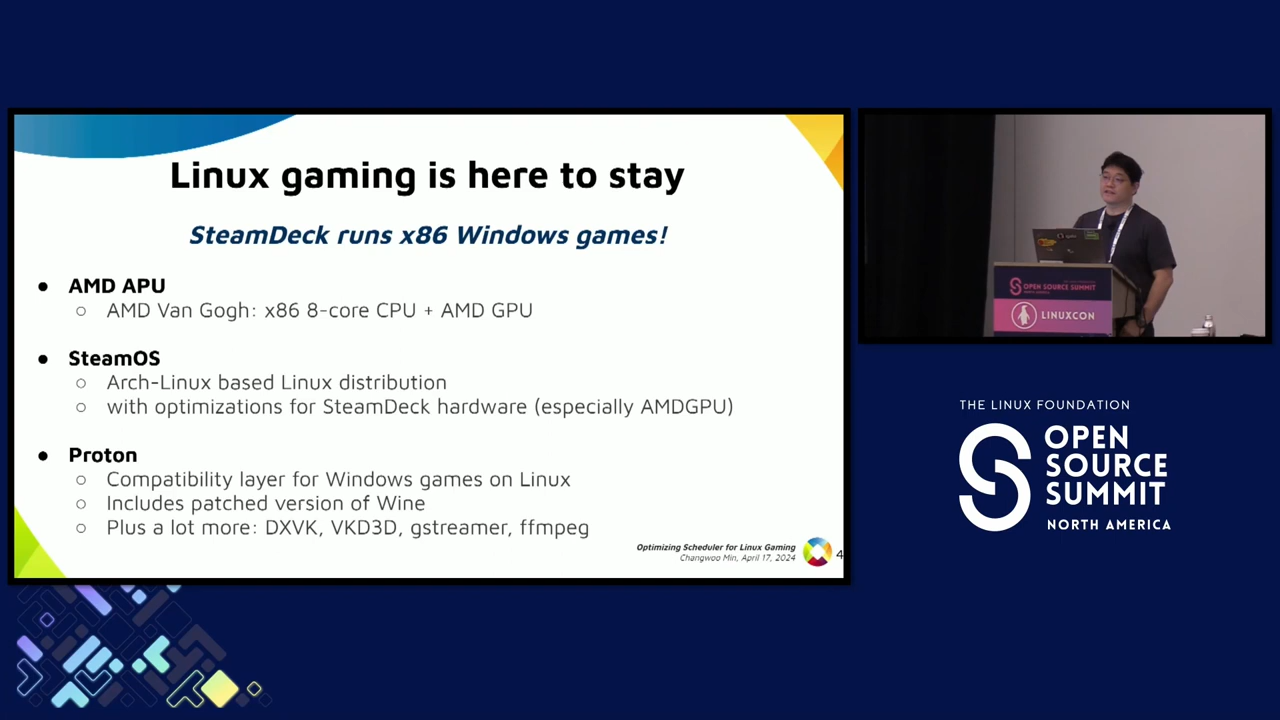 Linux gaming is here to stay
SteamDeck runs x86 Windows games!
● AMD APU
○ AMD Van Gogh: x86 8-core CPU + AMD GPU
● SteamOS
○ Arch-Linux based Linux distribution
○ with optimizations for SteamDeck hardware (especially AMDGPU)
● Proton
○ Compatibility layer for Windows games on Linux
○ Includes patched version of Wine
○ Plus a lot more: DXVK, VKD3D, gstreamer, ffmpeg
Optimizing Scheduler for Linux Gaming
Changwoo Min, April 17, 2024
4
OPEN SOURCE SUMMIT
LINUXCON
THE LINUX FOUNDATION
OPEN
SOURCE
SUMMIT
NORTH AMERICA